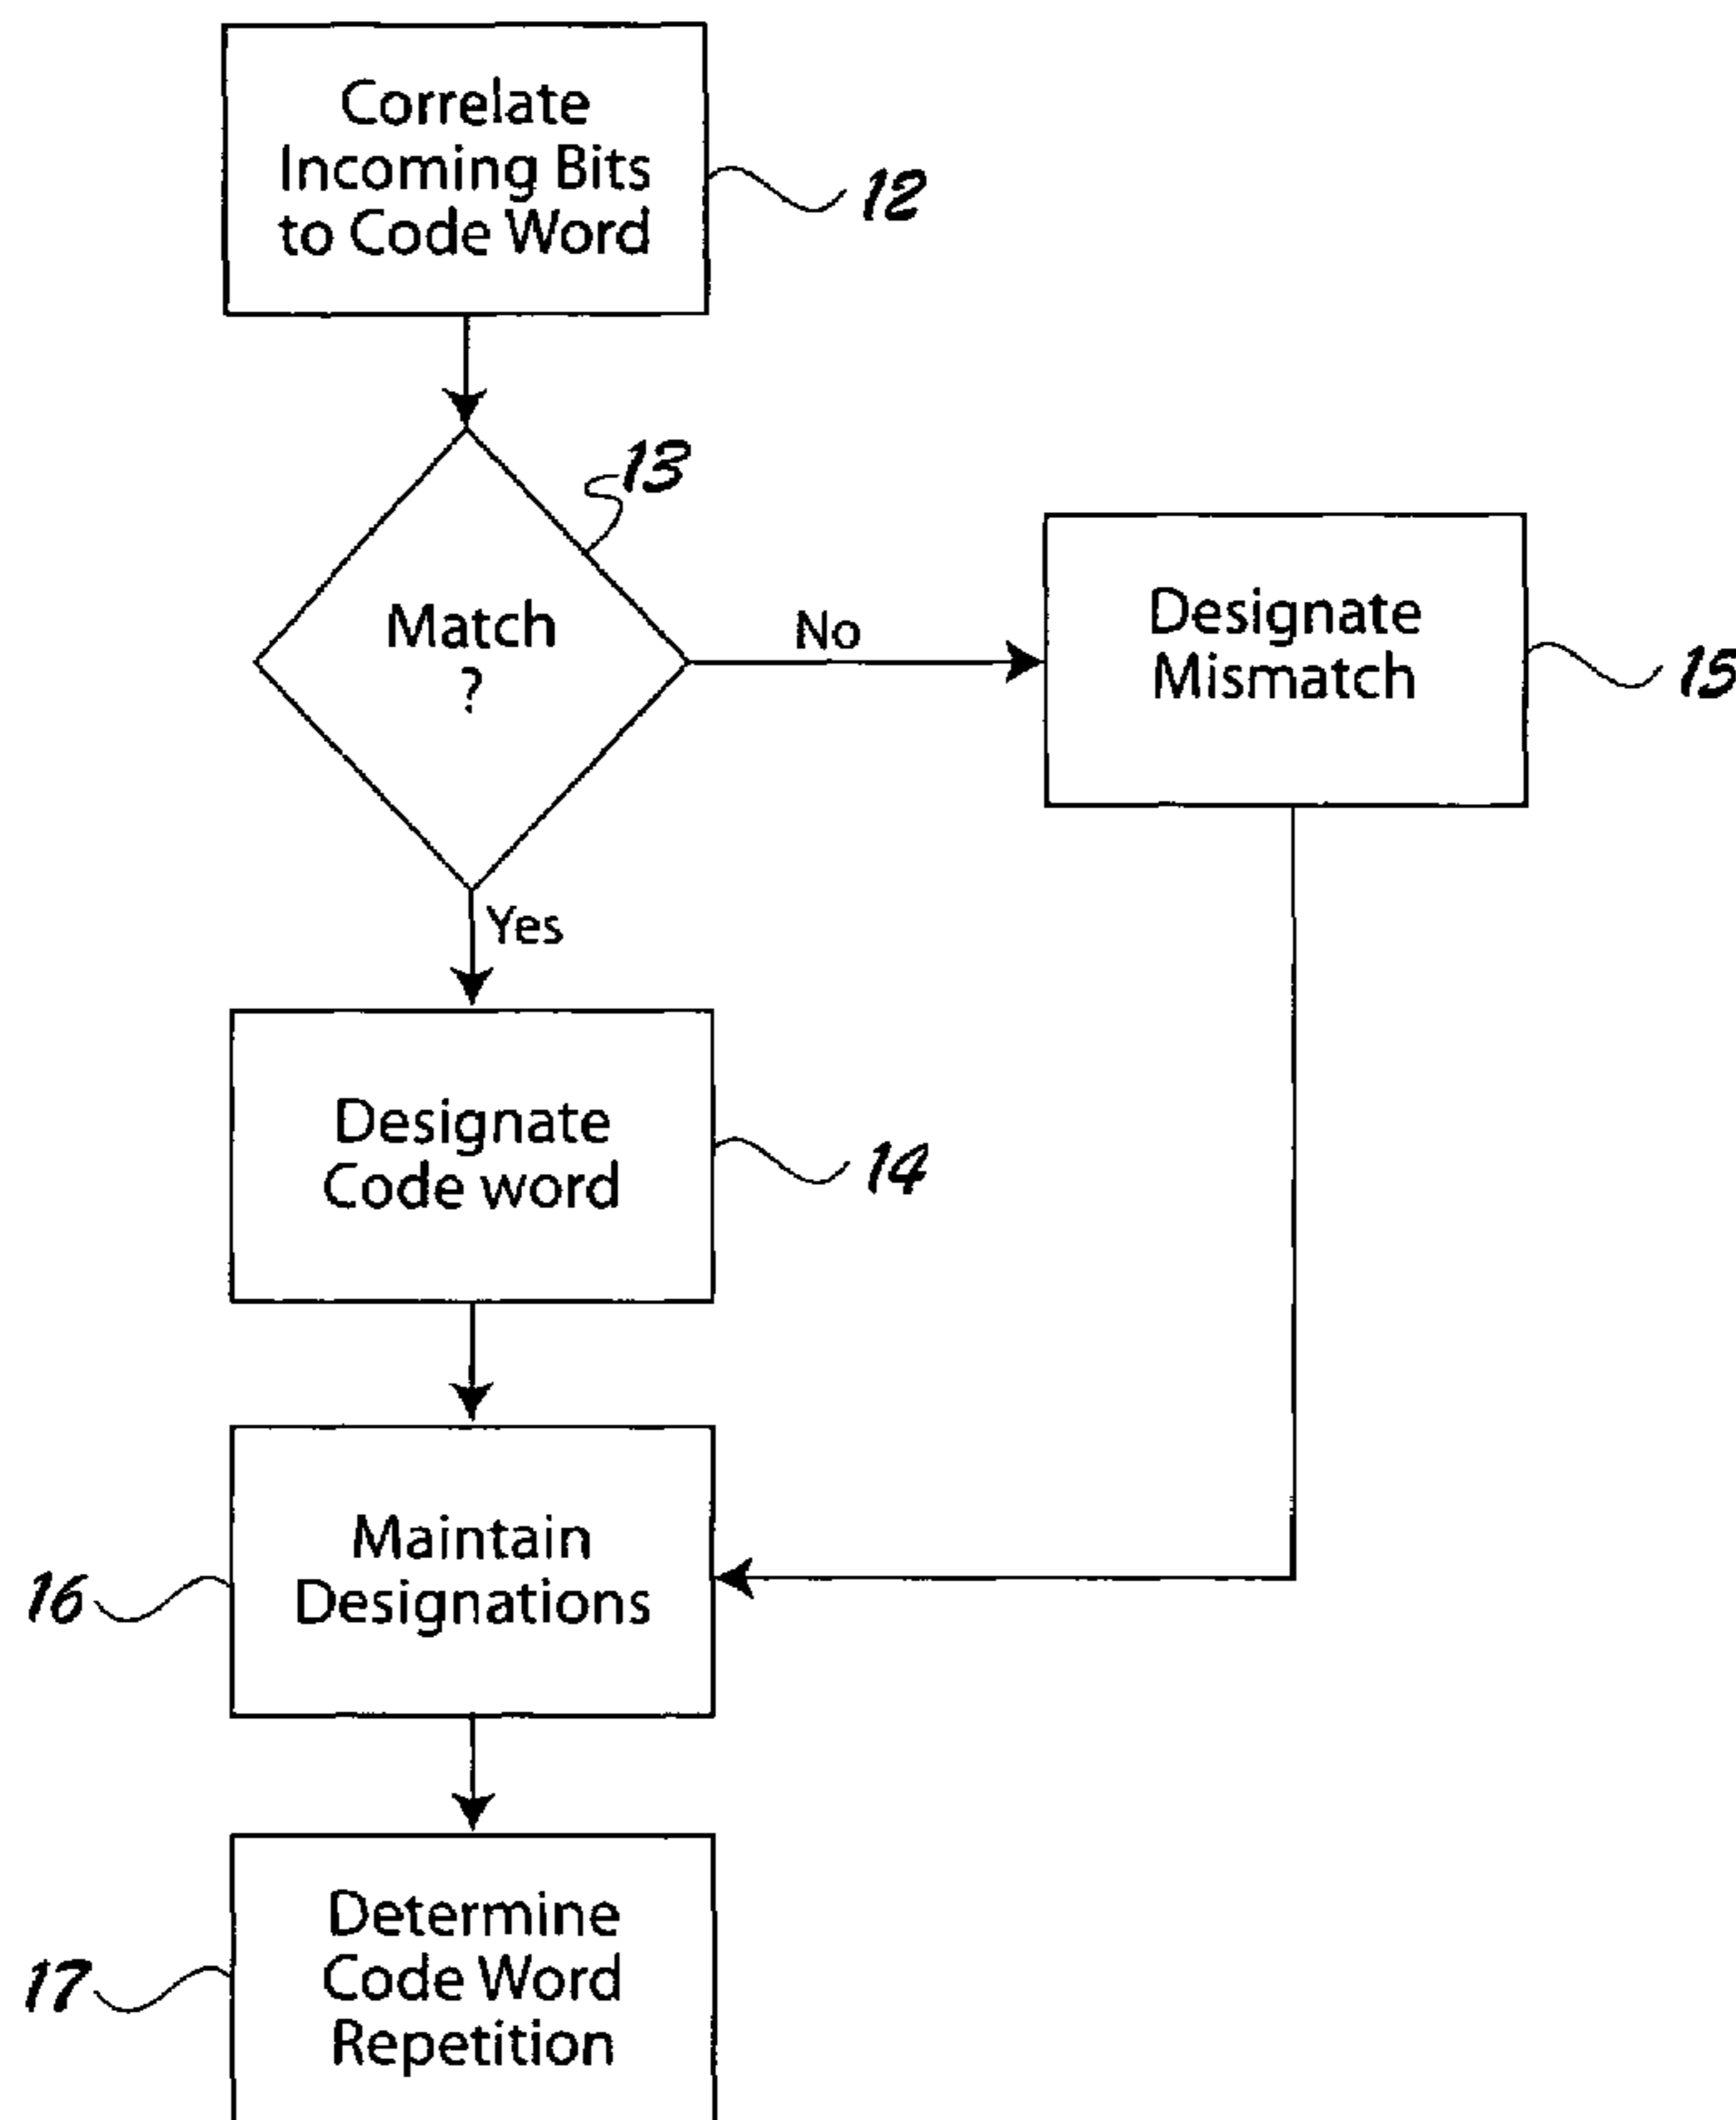 Correlate
Incoming Bits
to Code Word
12
13
Match
?
No
Designate
Mismatch
15
Yes
Designate
Code word
14
Maintain
Designations
16
Determine
Code Word
Repetition
17